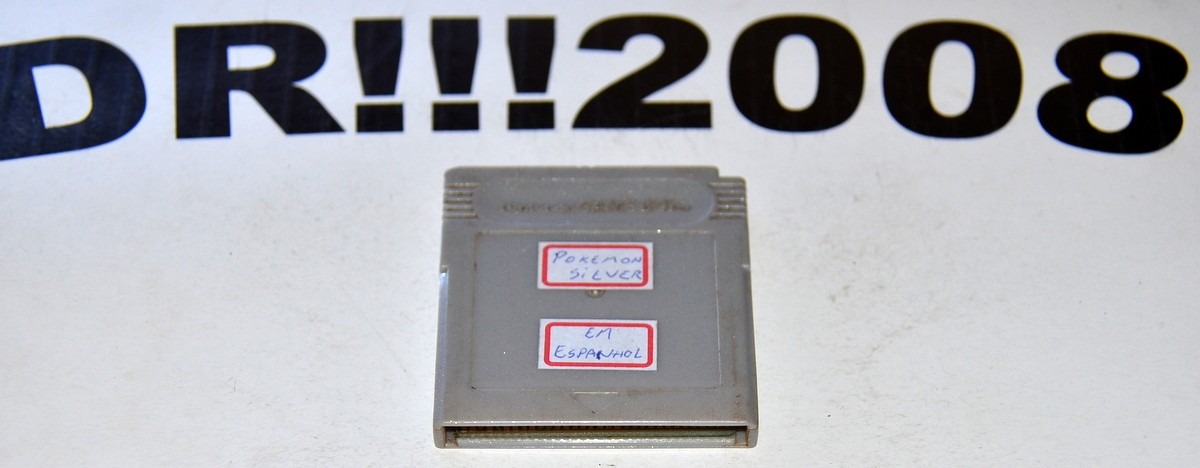 DR!!!2008
POKEMON
SILVER
EM
ESPANHOL